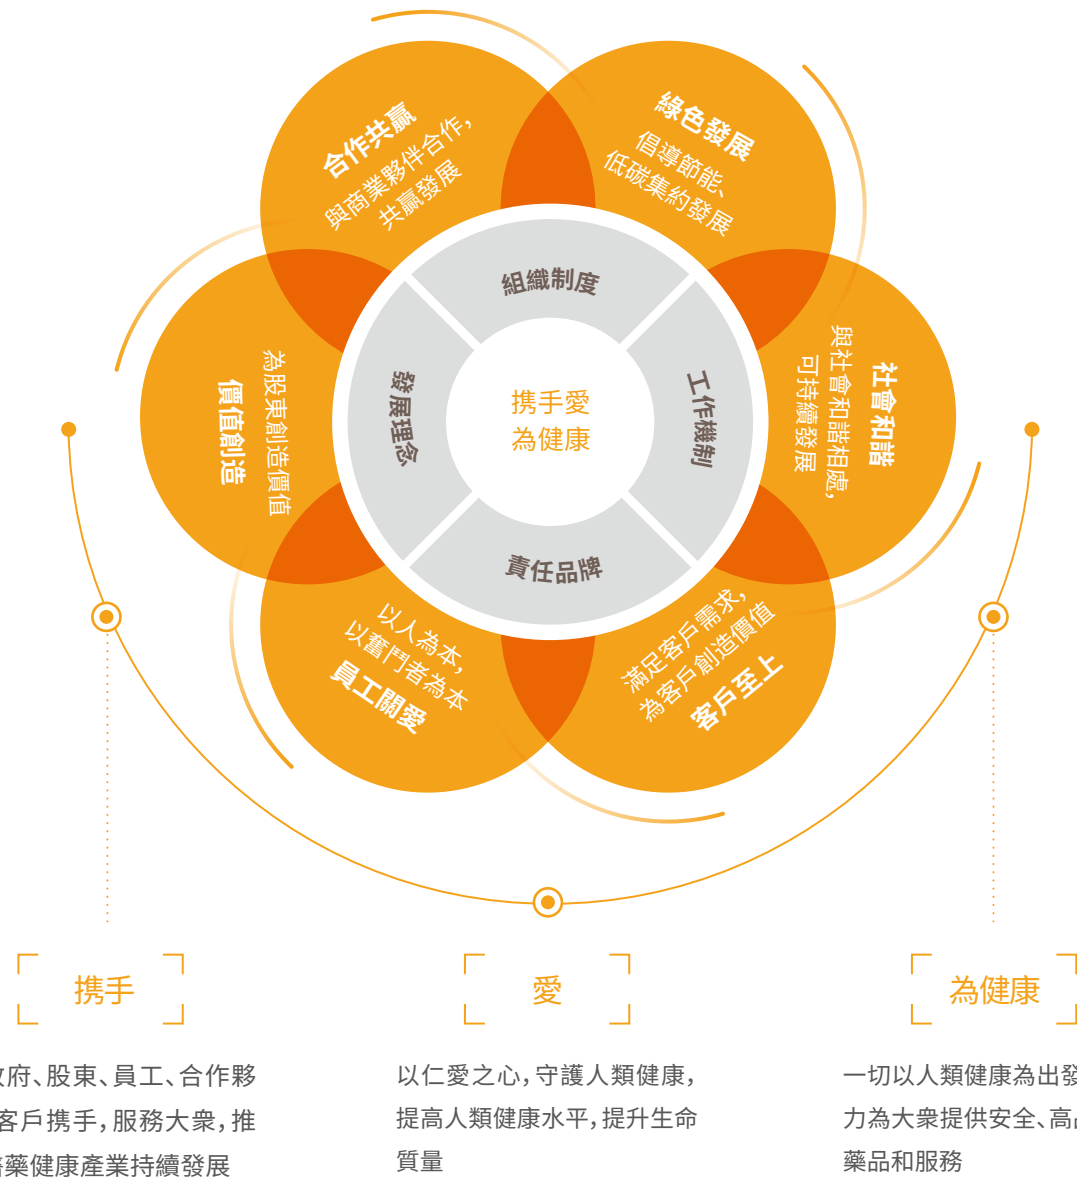 合作共贏
與商業夥伴合作,
共贏發展
綠色發展
倡導節能、
低碳集約發展
組織制度
為股東創造價值
價值創造
發展理念
携手愛
為健康
工作機制
社會和諧
與社會和諧相處,
可持續發展
責任品牌
以人為本,
以奮鬥者為本
員工關愛
滿足客戶需求,
為客戶創造價值
客戶至上
携手
府、股東、員工、合作夥
客戶携手,服務大衆,推
藥健康產業持續發展
愛
以仁愛之心,守護人類健康,
提高人類健康水平,提升生命
質量
為健康
一切以人類健康為出發
力為大衆提供安全、高
藥品和服務